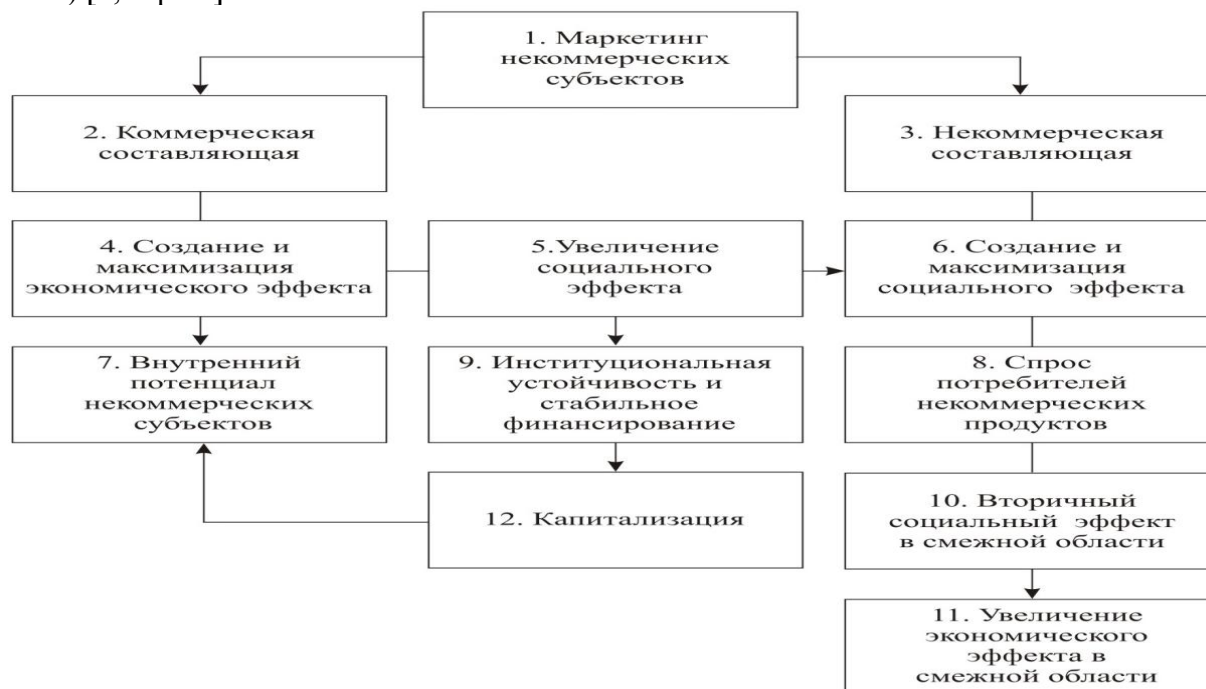 1. Маркетинг
некоммерческих
субъектов
2. Коммерческая
составляющая
3. Некоммерческая
составляющая
4. Создание и
максимизация
экономического эффекта
5.Увеличение
социального
эффекта
6. Создание и
максимизация
социального эффекта
7. Внутренний
потенциал
некоммерческих
субъектов
9. Институциональная
устойчивость и
стабильное
финансирование
8. Спрос
потребителей
некоммерческих
продуктов
12. Капитализация
10. Вторичный
социальный эффект
в смежной области
11. Увеличение
экономического
эффекта в
смежной области